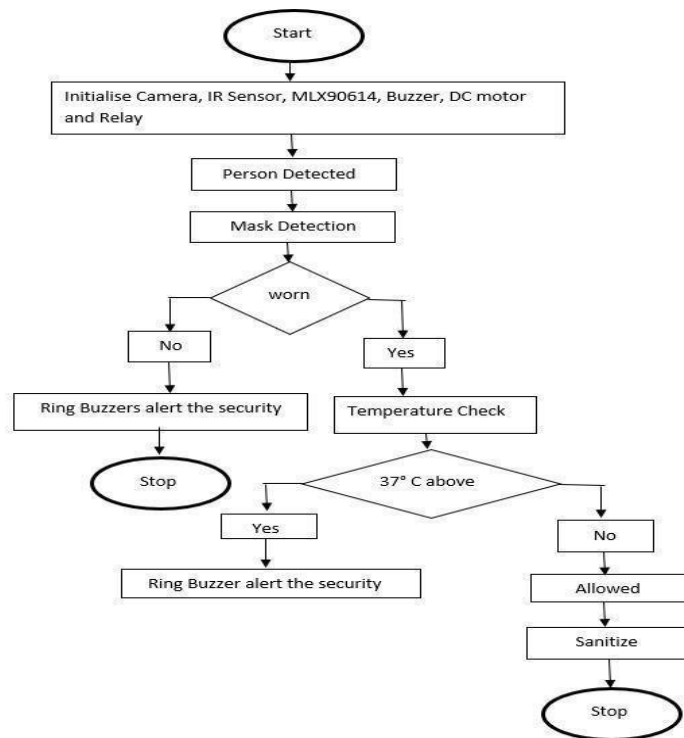 Start
Initialise Camera, IR Sensor, MLX90614, Buzzer, DC motor
and Relay
Person Detected
Mask Detection
worn
No
Yes
Ring Buzzers alert the security
Temperature Check
Stop
37° C above
Yes
No
Ring Buzzer alert the security
Allowed
Sanitize
Stop